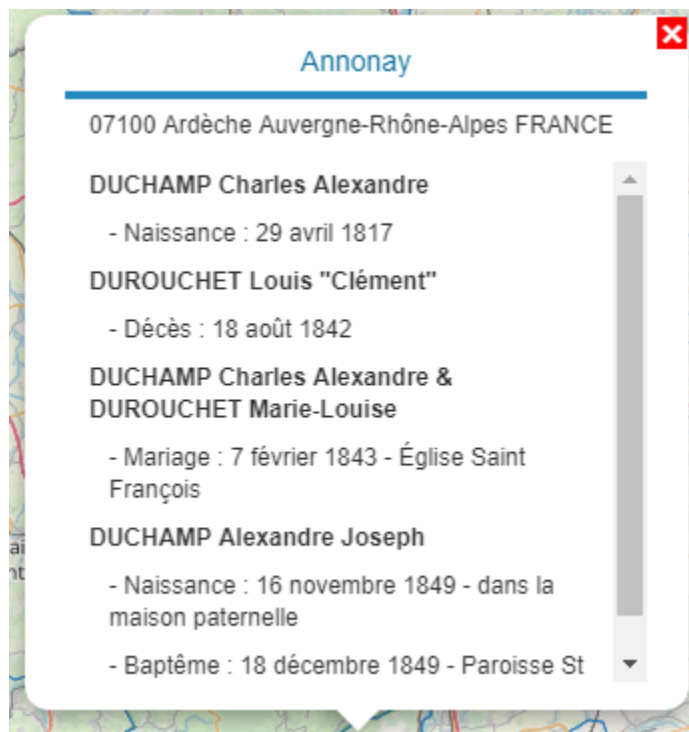 Annonay
07100 Ardèche Auvergne-Rhône-Alpes FRANCE
DUCHAMP Charles Alexandre
- Naissance : 29 avril 1817
DUROUCHET Louis "Clément"
- Décès : 18 août 1842
DUCHAMP Charles Alexandre &
DUROUCHET Marie-Louise
- Mariage : 7 février 1843 - Église Saint
François
DUCHAMP Alexandre Joseph
- Naissance : 16 novembre 1849 - dans la
maison paternelle
- Baptême : 18 décembre 1849 - Paroisse St